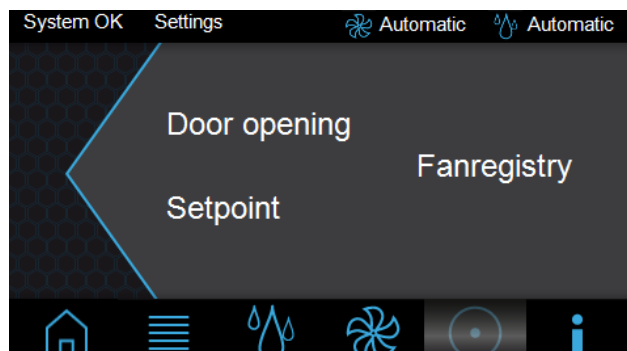 System OK Settings Automatic Automatic
Door opening
Fanregistry
Setpoint